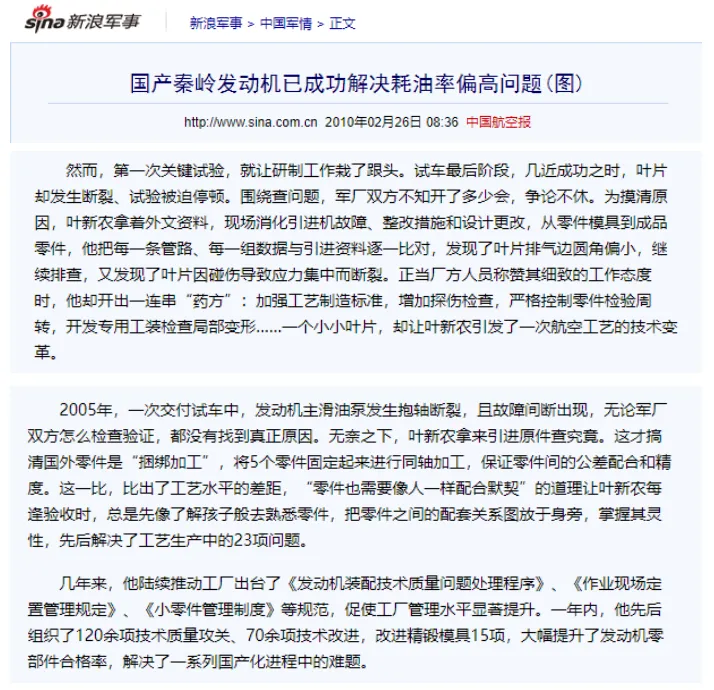 sina新浪军事
新浪军事 > 中国军情 > 正文
国产秦岭发动机已成功解决耗油率偏高问题(图)
http://www.sina.com.cn 2010年02月26日 08:36 中国航空报
然而，第一次关键试验，就让研制工作栽了跟头。试车最后阶段，几近成功之时，叶片
却发生断裂、试验被迫停顿。围绕查问题，军厂双方不知开了多少会，争论不休。为摸清原
因，叶新农拿着外文资料，现场消化引进机故障、整改措施和设计更改，从零件模具到成品
零件，他把每一条管路、每一组数据与引进资料逐一比对，发现了叶片排气边圆角偏小，继
续排查，又发现了叶片因碰伤导致应力集中而断裂。正当厂方人员称赞其细致的工作态度
时，他却开出一连串“药方”：加强工艺制造标准，增加探伤检查，严格控制零件检验周
转，开发专用工装检查局部变形……一个小小叶片，却让叶新农引发了一次航空工艺的技术变
革。
2005年，一次交付试车中，发动机主滑油泵发生抱轴断裂，且故障间断出现，无论军厂
双方怎么检查验证，都没有找到真正原因。无奈之下，叶新农拿来引进原件查究竟。这才搞
清国外零件是“捆绑加工”，将5个零件固定起来进行同轴加工，保证零件间的公差配合和精
度。这一比，比出了工艺水平的差距，“零件也需要像人一样配合默契”的道理让叶新农每
逢验收时，总是先像了解孩子般去熟悉零件，把零件之间的配套关系图放于身旁，掌握其灵
性，先后解决了工艺生产中的23项问题。
几年来，他陆续推动工厂出台了《发动机装配技术质量问题处理程序》、《作业现场定
置管理规定》、《小零件管理制度》等规范，促使工厂管理水平显著提升。一年内，他先后
组织了120余项技术质量攻关、70余项技术改进，改进精锻模具15项，大幅提升了发动机零
部件合格率，解决了一系列国产化进程中的难题。